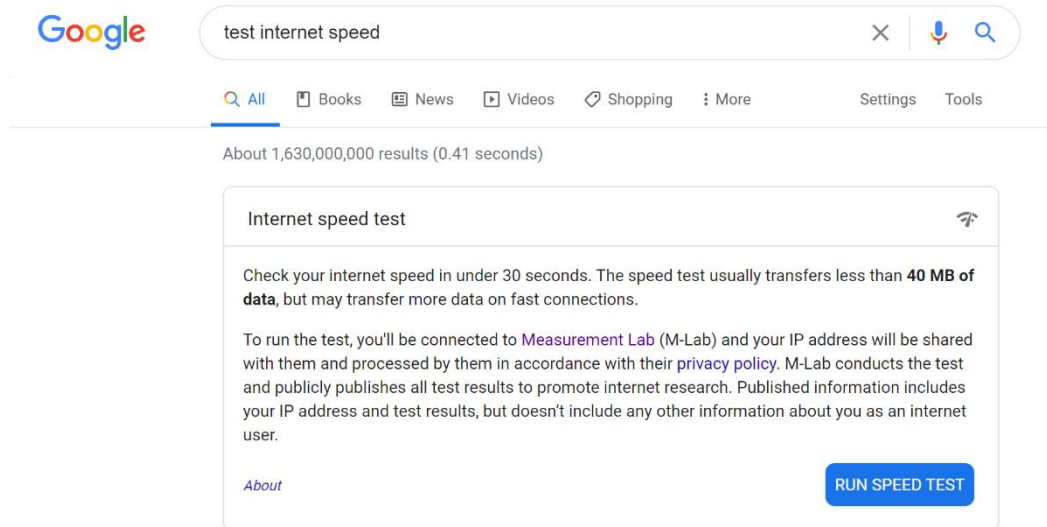 Google
test internet speed
All Books News Videos Shopping More Settings Tools
About 1,630,000,000 results (0.41 seconds)
Internet speed test
Check your internet speed in under 30 seconds. The speed test usually transfers less than 40 MB of
data, but may transfer more data on fast connections.
To run the test, you'll be connected to Measurement Lab (M-Lab) and your IP address will be shared
with them and processed by them in accordance with their privacy policy. M-Lab conducts the test
and publicly publishes all test results to promote internet research. Published information includes
your IP address and test results, but doesn’t include any other information about you as an internet
user.
About
RUN SPEED TEST